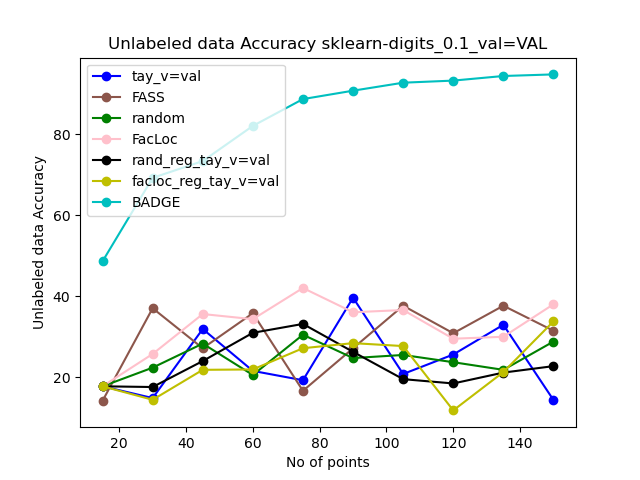 Unlabeled data Accuracy sklearn-digits_0.1_val=VAL
tay_v=val
FASS
random
FacLoc
rand_reg_tay_v=val
facloc_reg_tay_v=val
BADGE
Unlabeled data Accuracy
80
60
40
20
20 40 60 80 100 120 140
No of points